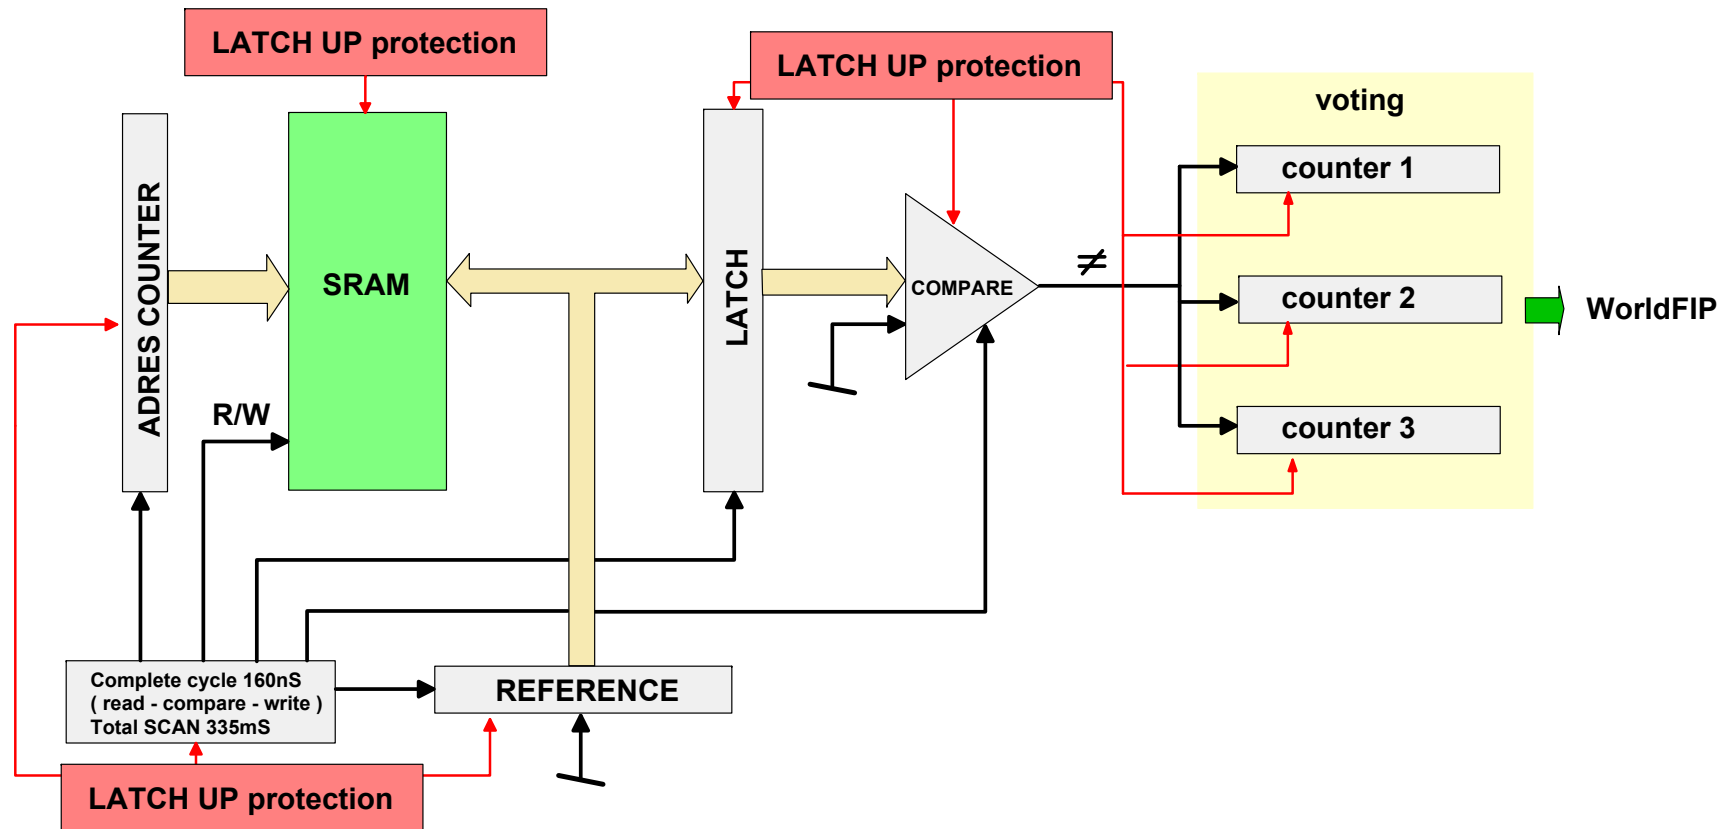 LATCH UP protection
LATCH UP protection
voting
counter 1
ADRES COUNTER
SRAM
LATCH
COMPARE
≠
counter 2
WorldFIP
R/W
counter 3
Complete cycle 160nS
( read - compare - write )
Total SCAN 335mS
REFERENCE
LATCH UP protection